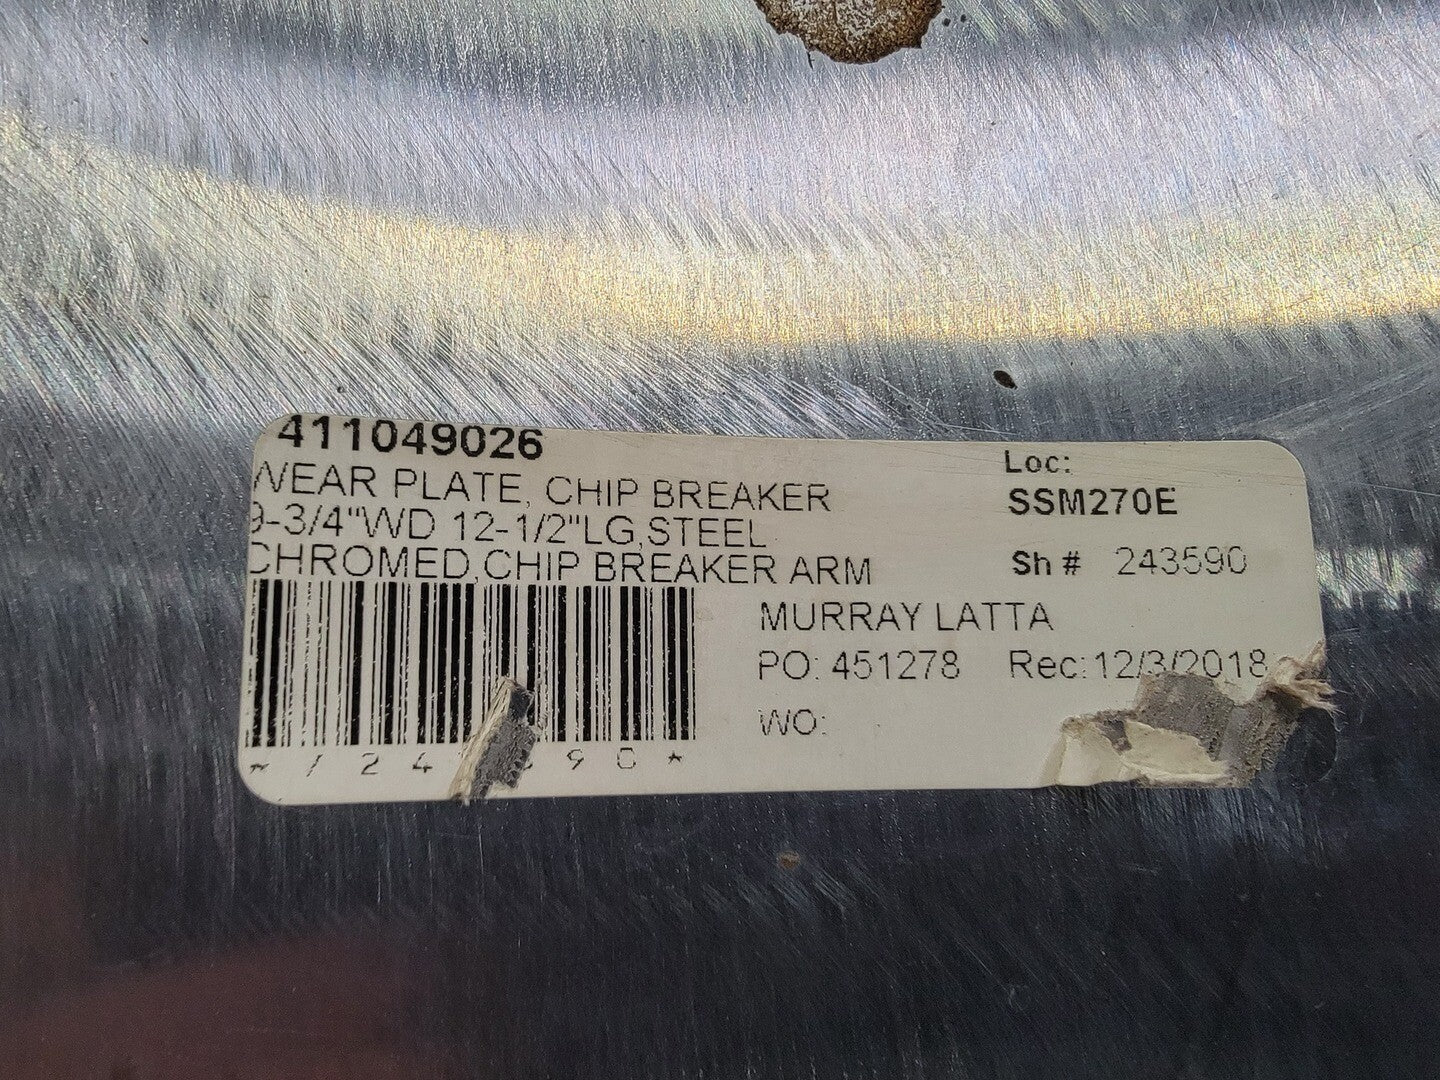 411049026
WEAR PLATE, CHIP BREAKER
9-3/4"WD 12-1/2"LG,STEEL
CHROMED,CHIP BREAKER ARM
Loc:
SSM270E
Sh # 243590
MURRAY LATTA
PO: 451278 Rec:12/3/2018
WO: